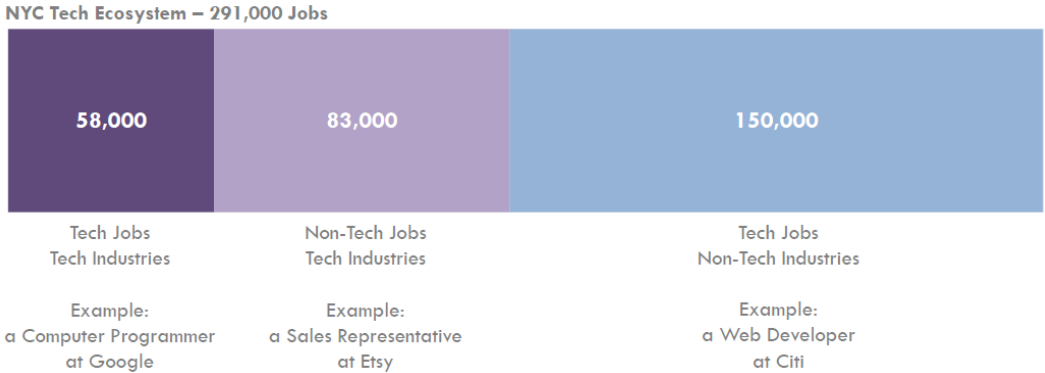 NYC Tech Ecosystem – 291,000 Jobs
58,000
83,000
150,000
Tech Jobs
Tech Industries
Non-Tech Jobs
Tech Industries
Tech Jobs
Non-Tech Industries
Example:
a Computer Programmer
at Google
Example:
a Sales Representative
at Etsy
Example:
a Web Developer
at Citi